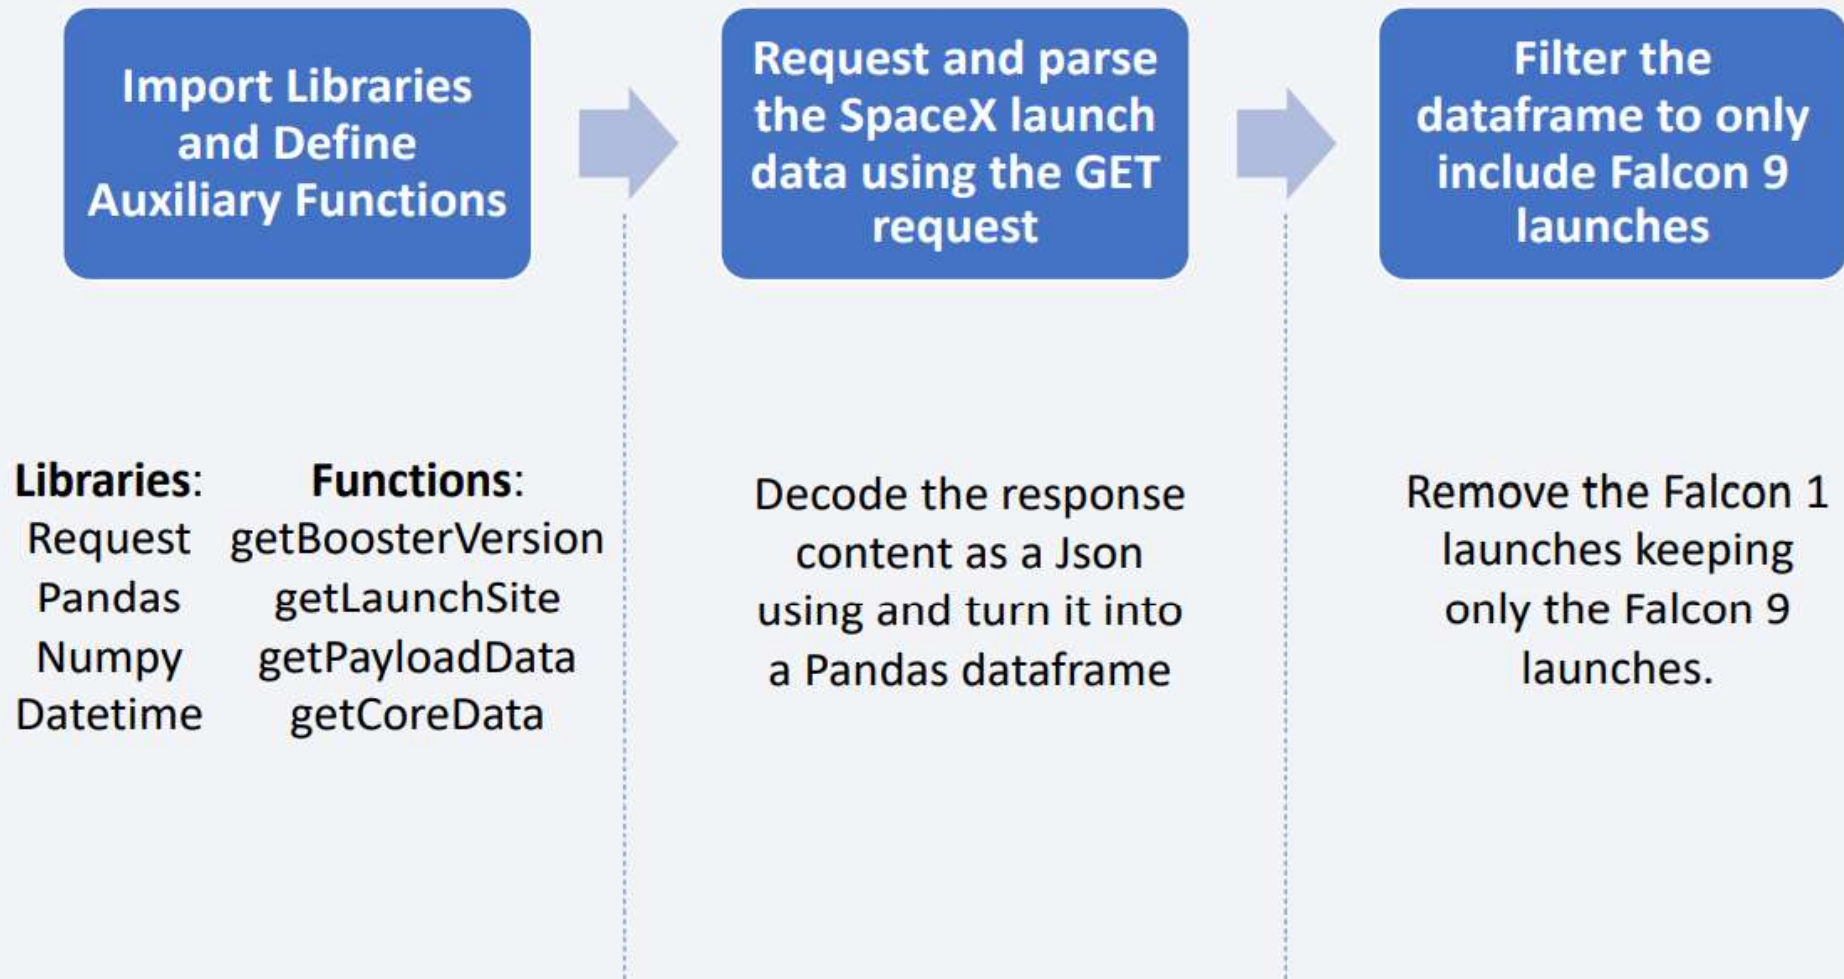 Import Libraries
and Define
Auxiliary Functions
Request and parse
the SpaceX launch
data using the GET
request
Filter the
dataframe to only
include Falcon 9
launches
Libraries:
Request
Pandas
Numpy
Datetime
Functions:
getBoosterVersion
getLaunchSite
getPayloadData
getCoreData
Decode the response
content as a Json
using and turn it into
a Pandas dataframe
Remove the Falcon 1
launches keeping
only the Falcon 9
launches.